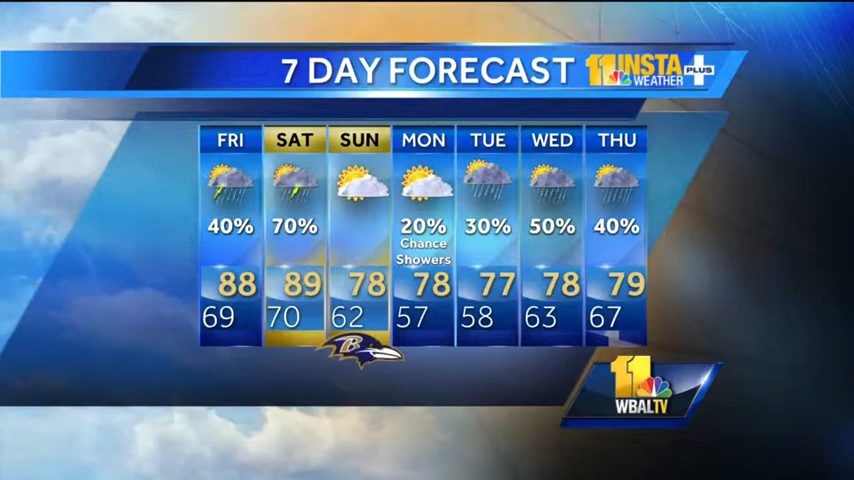 7 DAY FORECAST 11 INSTA
WEATHER PLUS
FRI SAT SUN MON TUE WED THU
40% 70% 20% 30% 50% 40%
Chance
Showers
88 89 78 78 77 78 79
69 70 62 57 58 63 67
B
11
WBALTV